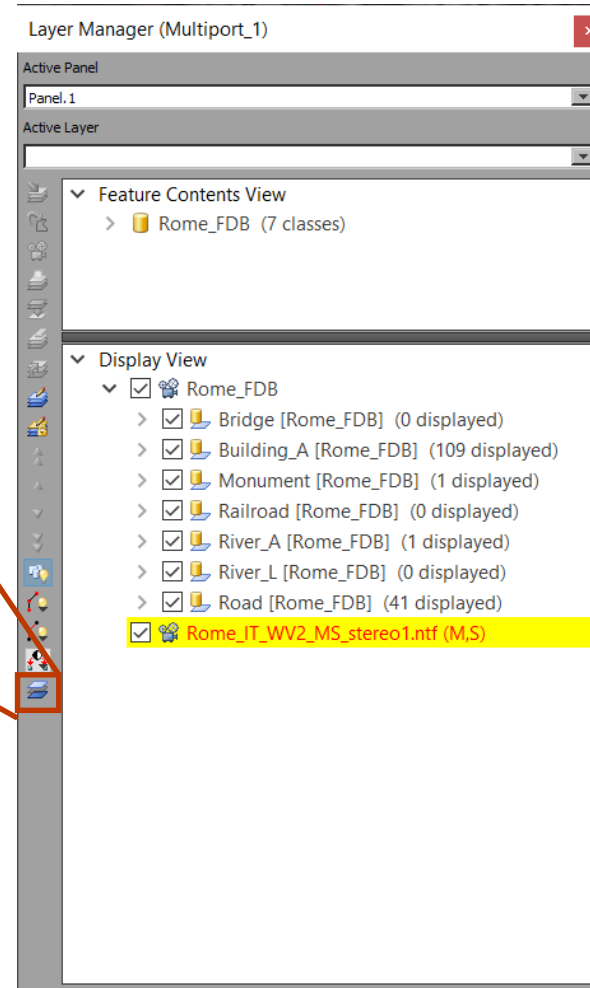 Layer Manager (Multiport_1)
Active Panel
Panel.1
Active Layer
Feature Contents View
Rome_FDB (7 classes)
Display View
Rome_FDB
Bridge [Rome_FDB] (0 displayed)
Building_A [Rome_FDB] (109 displayed)
Monument [Rome_FDB] (1 displayed)
Railroad [Rome_FDB] (0 displayed)
River_A [Rome_FDB] (1 displayed)
River_L [Rome_FDB] (0 displayed)
Road [Rome_FDB] (41 displayed)
Rome_IT_WV2_MS_stereo1.ntf (M,S)